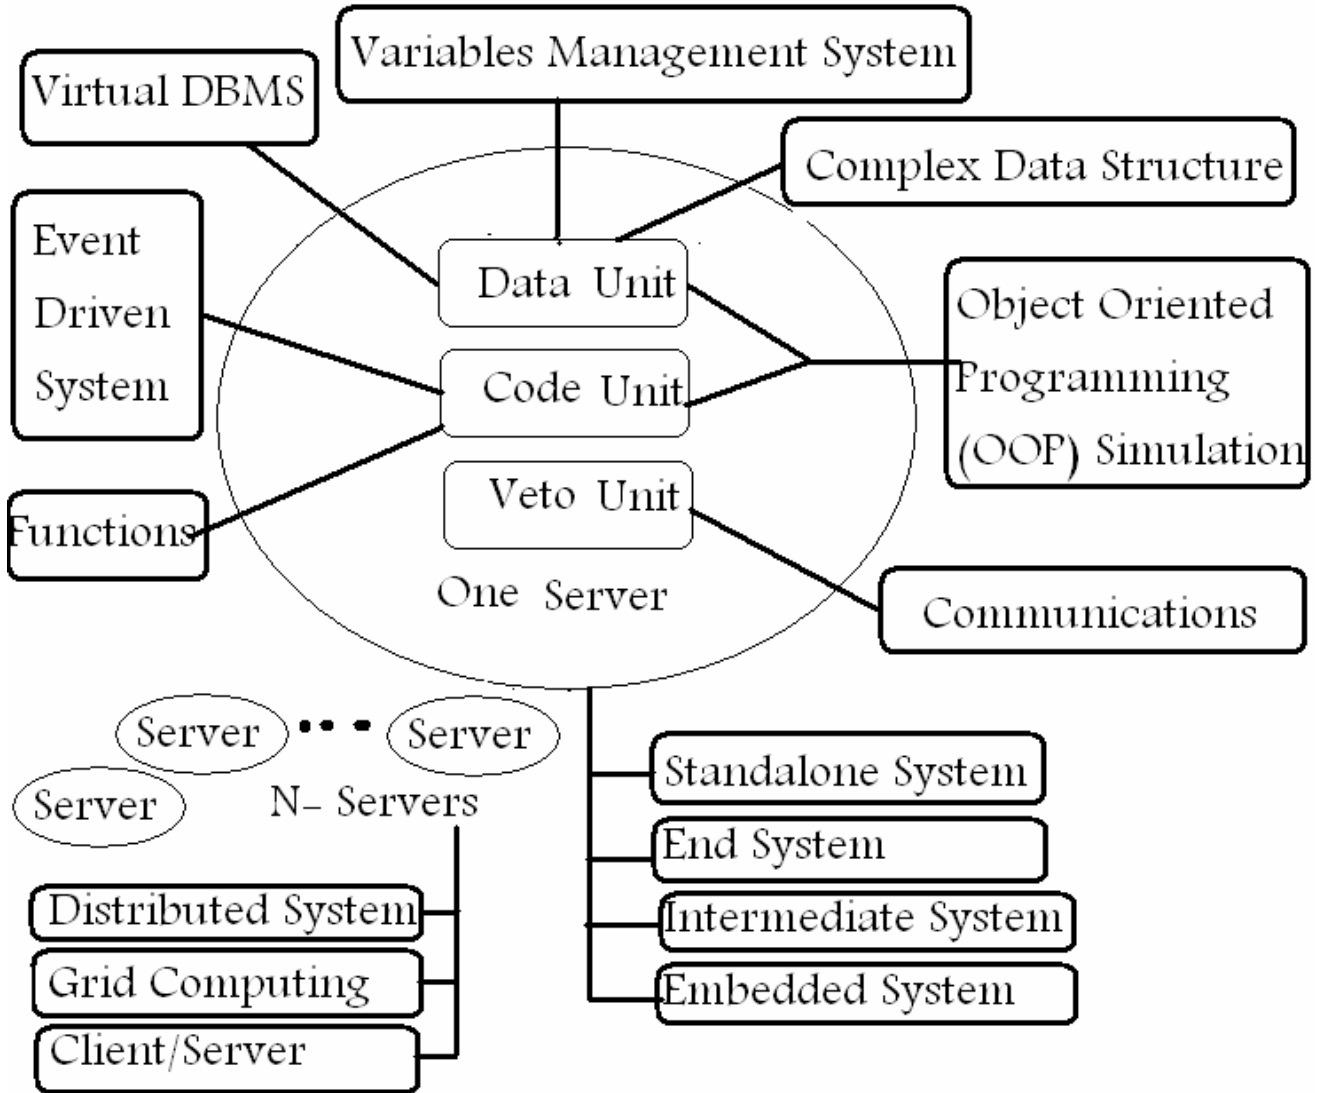 Variables Management System
Virtual DBMS
Complex Data Structure
Event
Driven
System
Data Unit
Object Oriented
Programming
(OOP) Simulation
Code Unit
Veto Unit
Functions
One Server
Communications
Server
Server
Server
N- Servers
Standalone System
End System
Intermediate System
Embedded System
Distributed System
Grid Computing
Client/Server